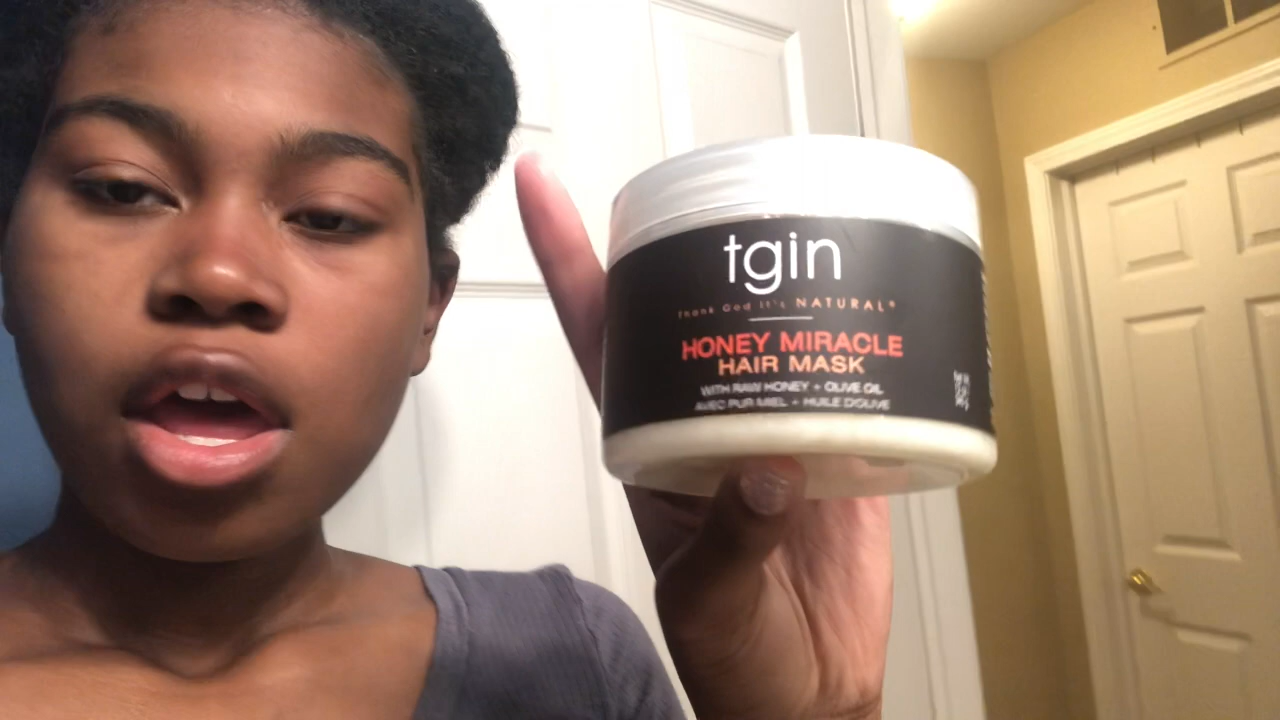 tgin
Thank God it's NATURAL®
HONEY MIRACLE
HAIR MASK
WITH RAW HONEY + OLIVE OIL
AVEC PUR MIEL + HUILE D'OLIVE